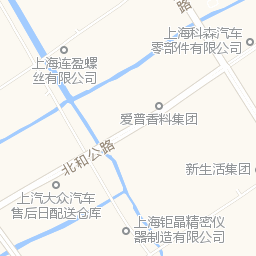 上海科森汽车
零部件有限公司
上海连盈螺
丝有限公司
爱普香料集团
北和公路
新生活集团
上汽大众汽车
售后日配送仓库
上海钜晶精密仪
器制造有限公司